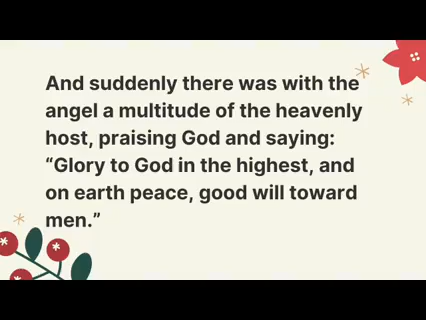 And suddenly there was with the
angel a multitude of the heavenly
host, praising God and saying:
“Glory to God in the highest, and
on earth peace, good will toward
men.”